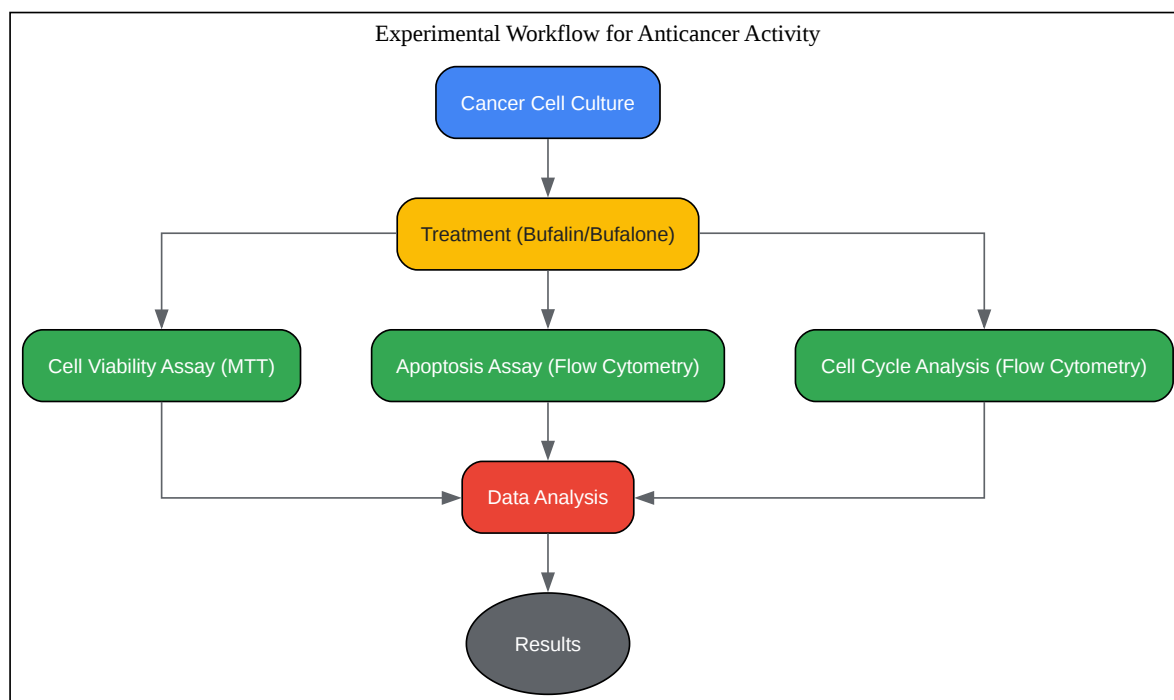 Experimental Workflow for Anticancer Activity
Cancer Cell Culture
Treatment (Bufalin/Bufalone)
Cell Viability Assay (MTT)
Apoptosis Assay (Flow Cytometry)
Cell Cycle Analysis (Flow Cytometry)
Data Analysis
Results